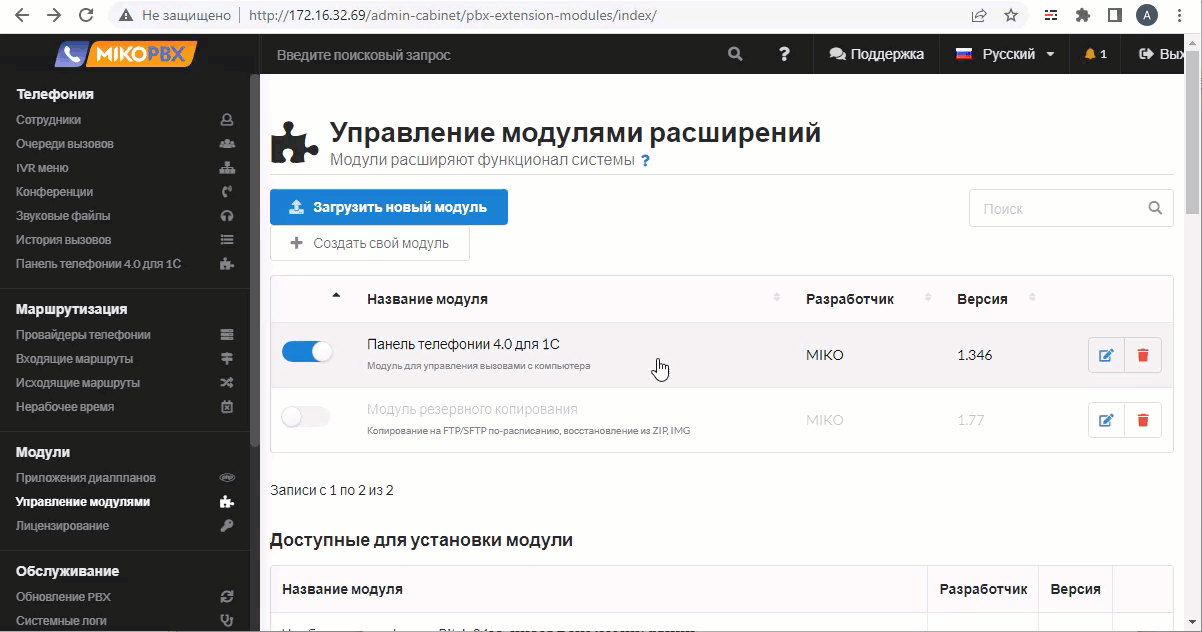 Не защищено
http://172.16.32.69/admin-cabinet/pbx-extension-modules/index/
A
MIKOPBX
Введите поисковый запрос
?
Поддержка
Русский
1
Вых
Телефония
Сотрудники
Очереди вызовов
IVR меню
Конференции
Звуковые файлы
История вызовов
Панель телефонии 4.0 для 1С
Маршрутизация
Провайдеры телефонии
Входящие маршруты
Исходящие маршруты
Нерабочее время
Модули
Приложения диалпланов
Управление модулями
Лицензирование
Обслуживание
Обновление PBX
Системные логи
Управление модулями расширений
Модули расширяют функционал системы ?
Загрузить новый модуль
Поиск
Создать свой модуль
Название модуля Разработчик Версия
Панель телефонии 4.0 для 1С
Модуль для управления вызовами с компьютера
MIKO 1.346
Модуль резервного копирования
Копирование на FTP/SFTP по-расписанию, восстановление из ZIP, IMG
MIKO 1.77
Записи с 1 по 2 из 2
Доступные для установки модули
Название модуля Разработчик Версия